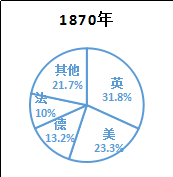 1870年
英
31.8%
美
23.3%
德
13.2%
法
10%
其他
21.7%